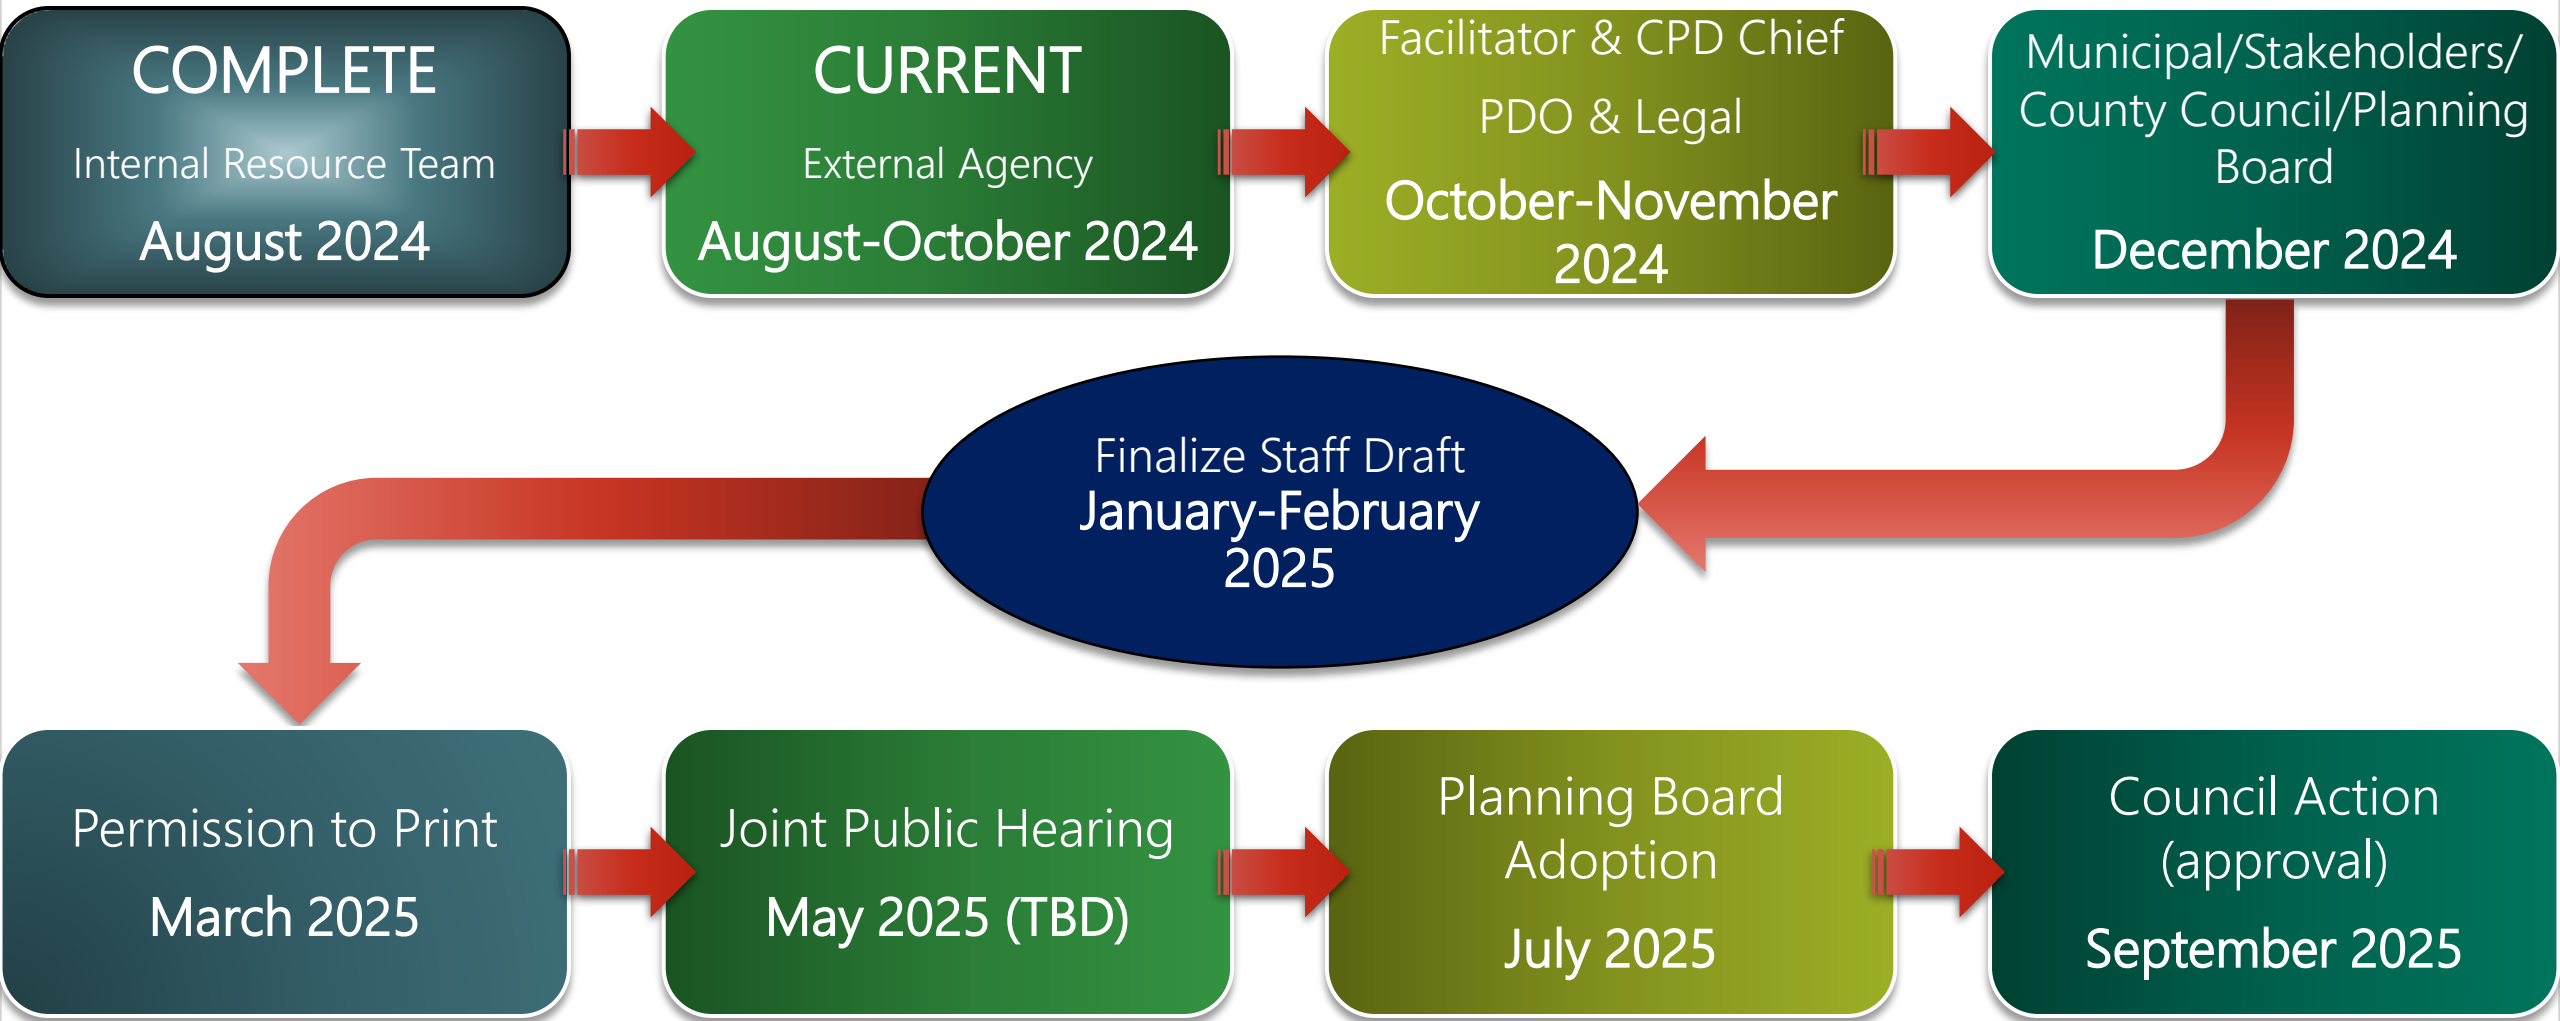 COMPLETE
Internal Resource Team
August 2024
CURRENT
External Agency
August-October 2024
Facilitator & CPD Chief
PDO & Legal
October-November
2024
Municipal/Stakeholders/
County Council/Planning
Board
December 2024
Finalize Staff Draft
January-February
2025
Permission to Print
March 2025
Joint Public Hearing
May 2025 (TBD)
Planning Board
Adoption
July 2025
Council Action
(approval)
September 2025